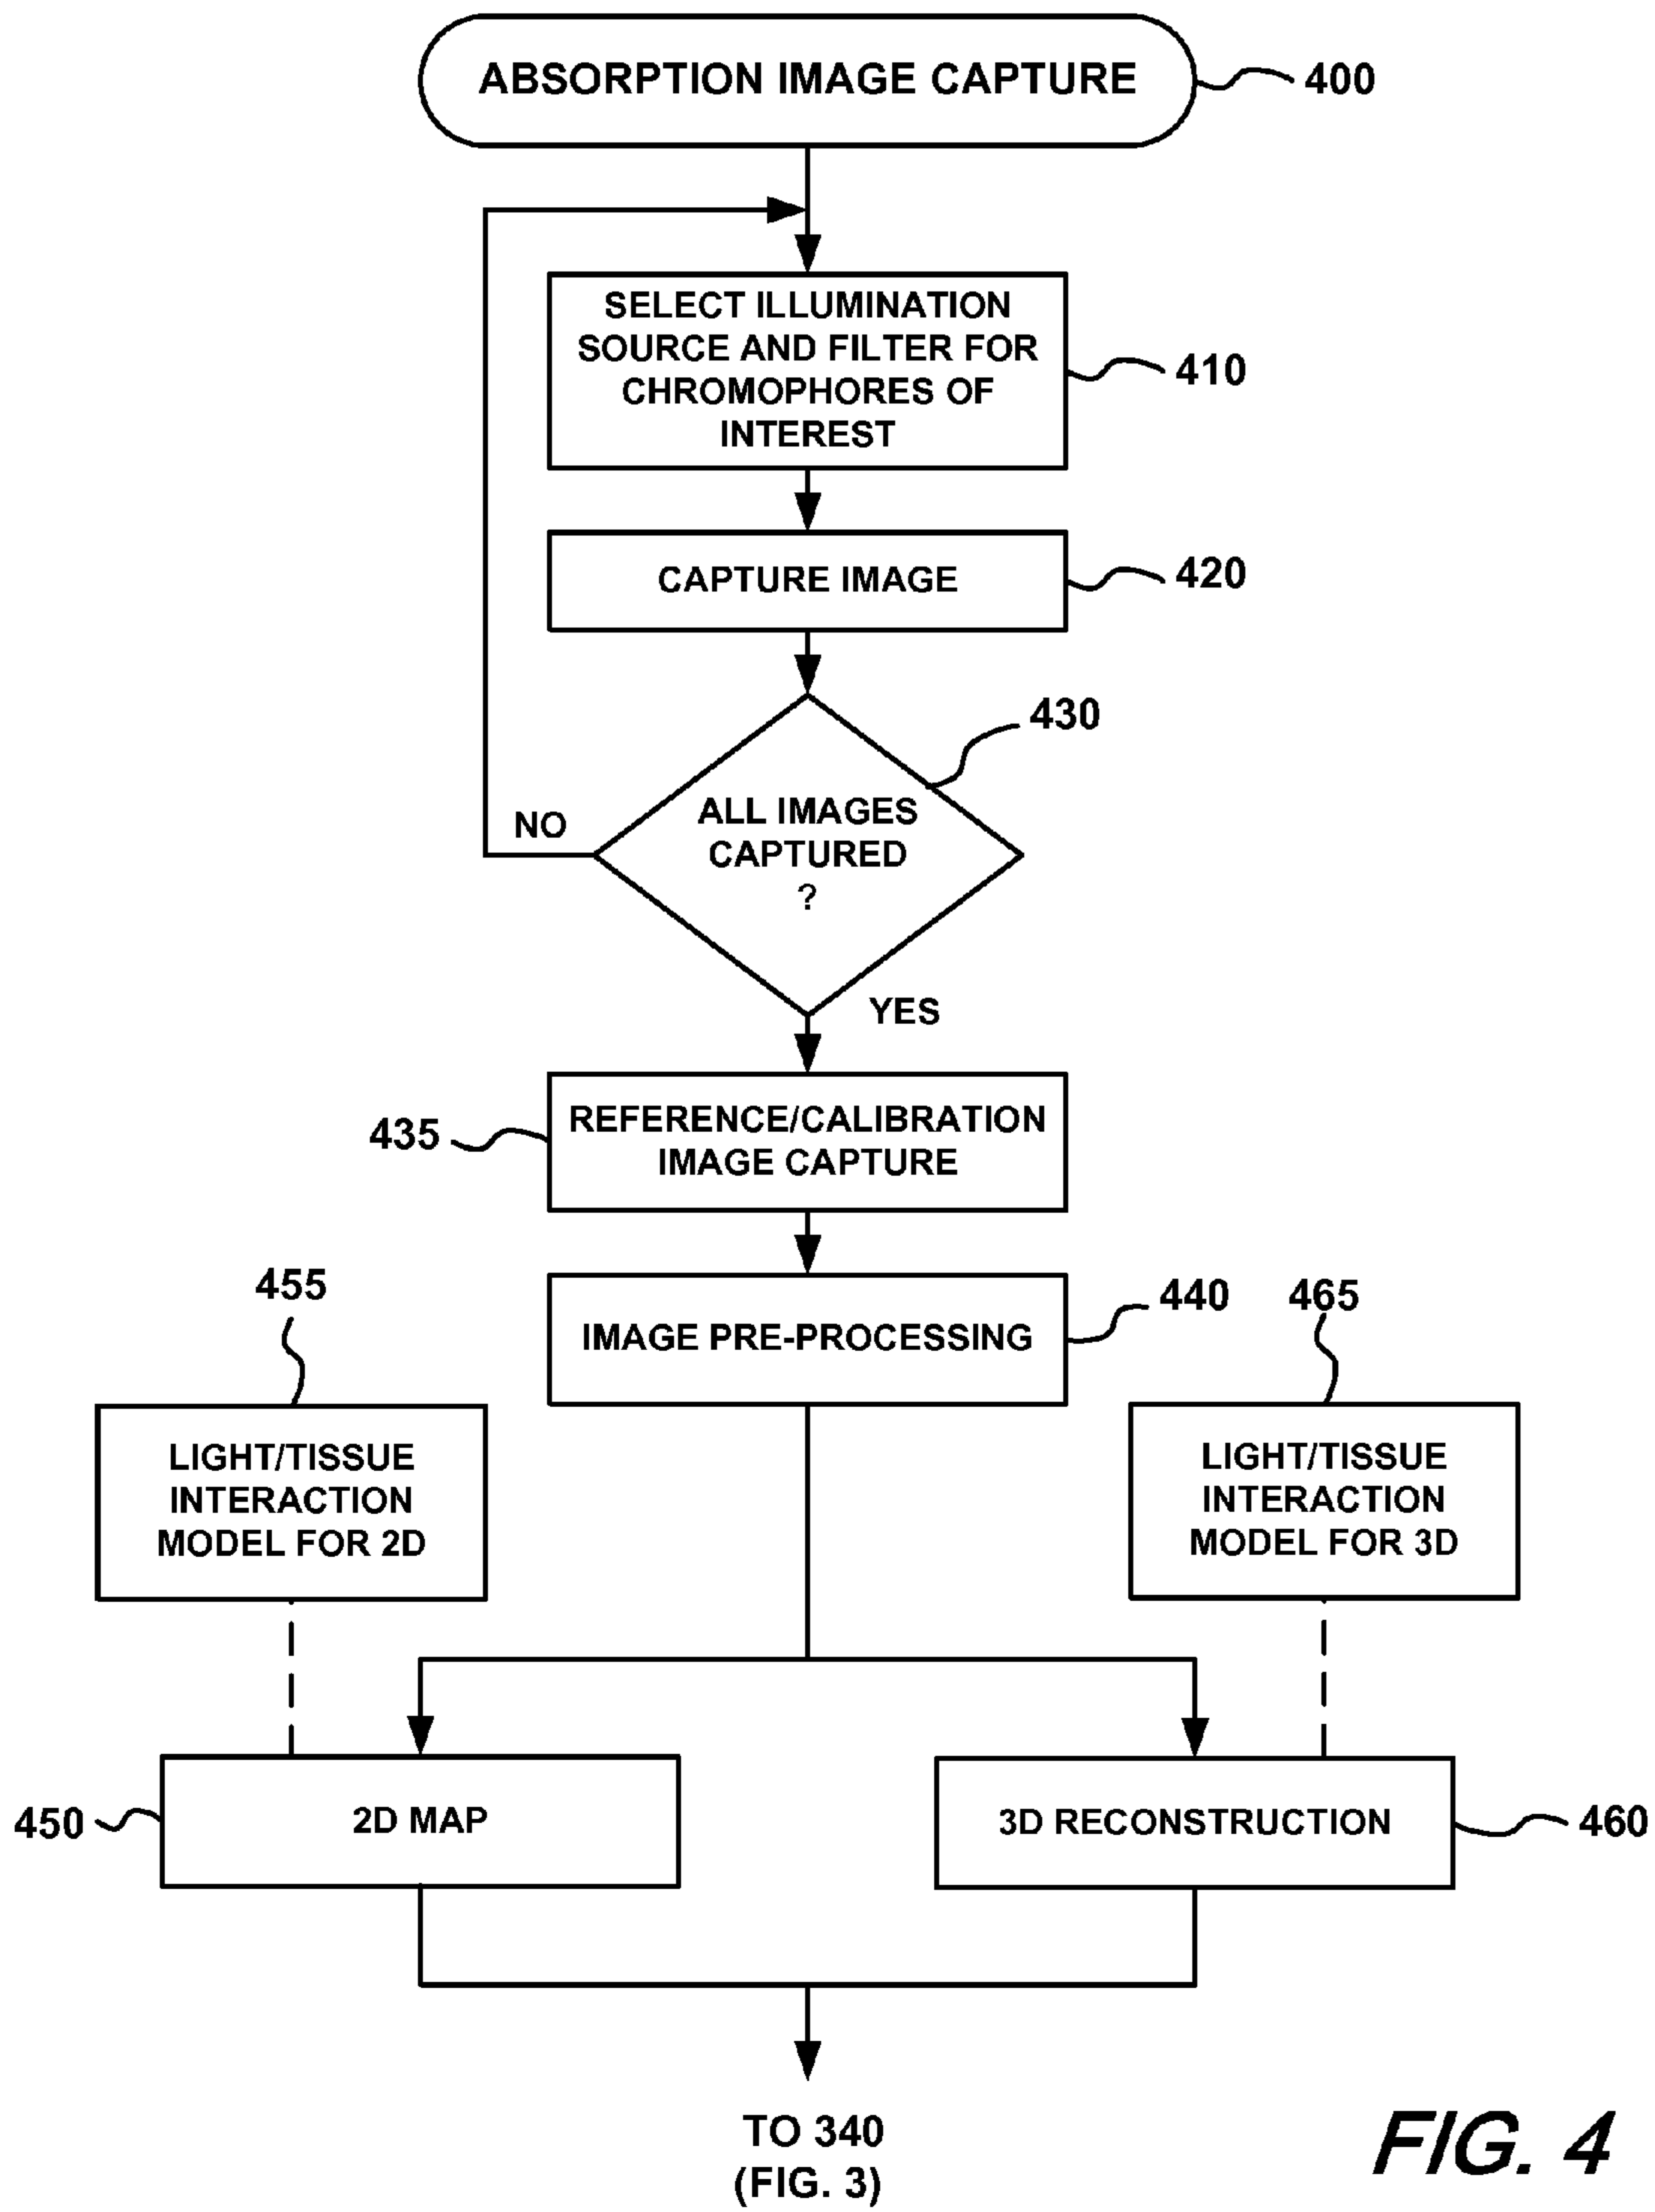 ABSORPTION IMAGE CAPTURE
400
SELECT ILLUMINATION
SOURCE AND FILTER FOR
CHROMOPHORES OF
INTEREST
410
CAPTURE IMAGE
420
430
ALL IMAGES
CAPTURED
?
NO
YES
435
REFERENCE/CALIBRATION
IMAGE CAPTURE
455
440
465
IMAGE PRE-PROCESSING
LIGHT/TISSUE
INTERACTION
MODEL FOR 2D
LIGHT/TISSUE
INTERACTION
MODEL FOR 3D
450
2D MAP
3D RECONSTRUCTION
460
TO 340
(FIG. 3)
FIG. 4